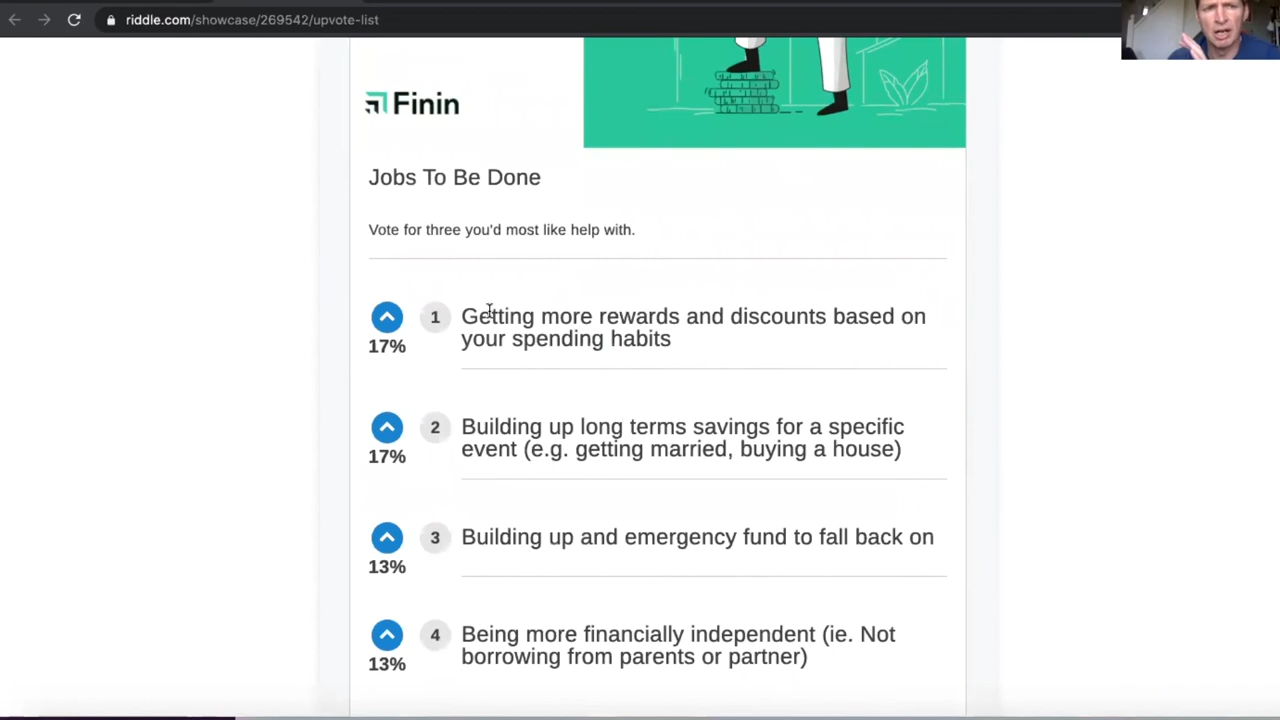 riddle.com/showcase/269542/upvote-list
Finin
Jobs To Be Done
Vote for three you'd most like help with.
1
Getting more rewards and discounts based on
your spending habits
17%
2
Building up long terms savings for a specific
event (e.g. getting married, buying a house)
17%
3
Building up and emergency fund to fall back on
13%
4
Being more financially independent (ie. Not
borrowing from parents or partner)
13%